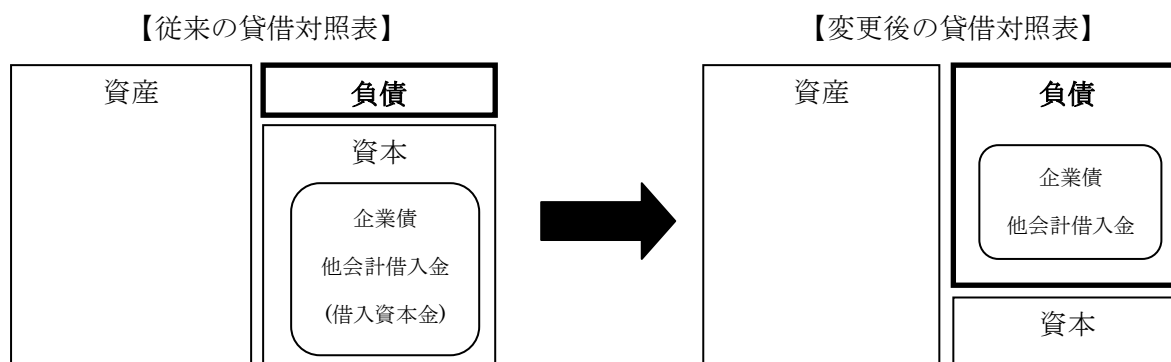 【従来の貸借対照表】
資産
負債
資本
企業債
他会計借入金
(借入資本金)
【変更後の貸借対照表】
資産
負債
企業債
他会計借入金
資本